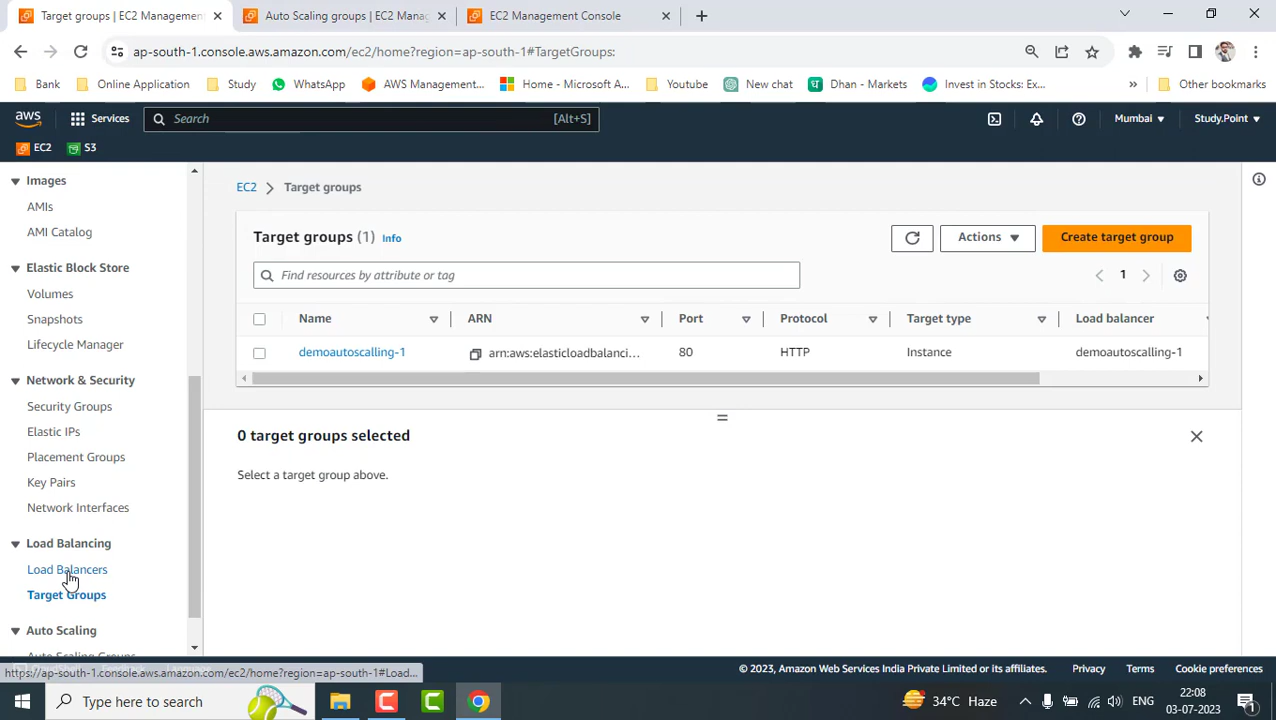 Target groups | EC2 Managemen
Auto Scaling groups | EC2 Manag
EC2 Management Console
ap-south-1.console.aws.amazon.com/ec2/home?region=ap-south-1#TargetGroups:
Bank
Online Application
Study
WhatsApp
AWS Management...
Home - Microsoft A...
Youtube
New chat
Dhan - Markets
Invest in Stocks: Ex...
»
Other bookmarks
aws
Services
Search
[Alt+S]
Mumbai
Study.Point
EC2
S3
Images
AMIs
AMI Catalog
Elastic Block Store
Volumes
Snapshots
Lifecycle Manager
Network & Security
Security Groups
Elastic IPs
Placement Groups
Key Pairs
Network Interfaces
Load Balancing
Load Balancers
Target Groups
Auto Scaling
Auto Scaling Groups
EC2 > Target groups
Target groups (1) Info
Actions
Create target group
Find resources by attribute or tag
1
Name
ARN
Port
Protocol
Target type
Load balancer
demoautoscalling-1
arn:aws:elasticloadbalanci...
80
HTTP
Instance
demoautoscalling-1
0 target groups selected
Select a target group above.
https://ap-south-1.console.aws.amazon.com/ec2/home?region=ap-south-1#Load...
© 2023, Amazon Web Services India Private Limited or its affiliates.
Privacy
Terms
Cookie preferences
Type here to search
34°C Haze
ENG
22:08
03-07-2023
1